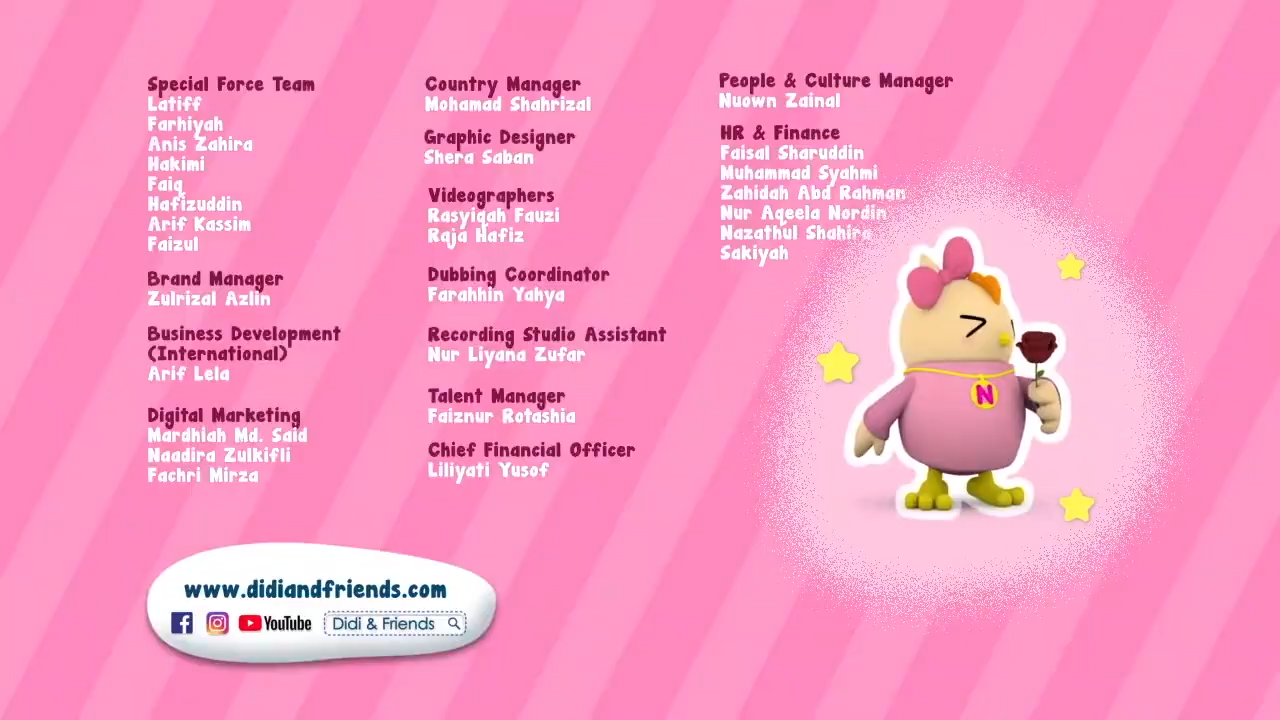 Special Force Team
Latiff
Farhiyah
Anis Zahira
Hakimi
Faiq
Hafizuddin
Arif Kassim
Faizul
Brand Manager
Zulrizal Azlin
Business Development
(International)
Arif Lela
Digital Marketing
Mardhiah Md. Said
Naadira Zulkifli
Fachri Mirza
Country Manager
Mohamad Shahrizal
Graphic Designer
Shera Saban
Videographers
Rasyiqah Fauzi
Raja Hafiz
Dubbing Coordinator
Farahhin Yahya
Recording Studio Assistant
Nur Liyana Zufar
Talent Manager
Faiznur Rotashia
Chief Financial Officer
Liliyati Yusof
People & Culture Manager
Nuown Zainal
HR & Finance
Faisal Sharuddin
Muhammad Syahmi
Zahidah Abd Rahman
Nur Aqeela Nordin
Nazathul Shahira
Sakiyah
N
www.didiandfriends.com
YouTube
Didi & Friends